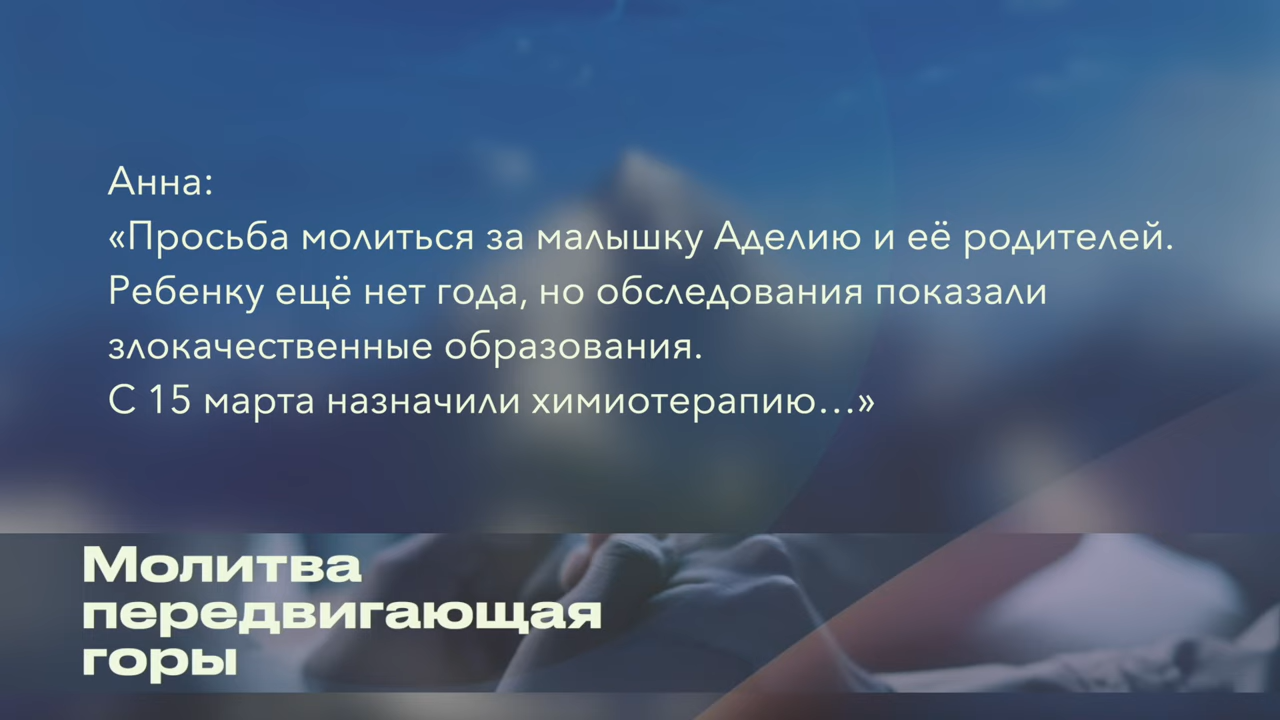 Анна:
«Просьба молиться за малышку Аделию и её родителей.
Ребенку ещё нет года, но обследования показали
злокачественные образования.
С 15 марта назначили химиотерапию...»
Молитва
передвигающая
горы